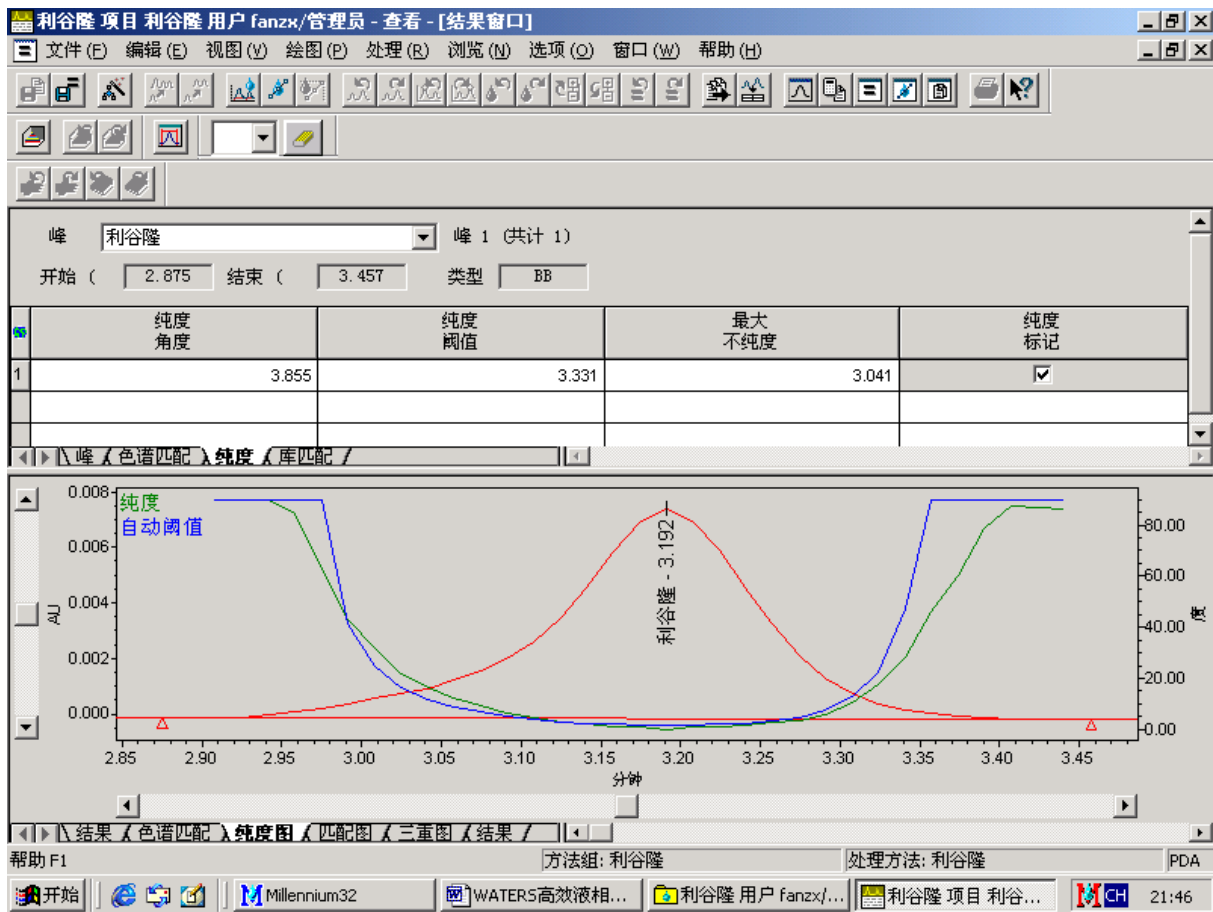 利谷隆 项目 利谷隆 用户 fanzx/管理员 - 查看 - [结果窗口]
文件(F) 编辑(E) 视图(V) 绘图(P) 处理(R) 浏览(N) 选项(O) 窗口(W) 帮助(H)
峰 利谷隆 峰 1 (共计 1)
开始 ( 2.875 结束 ( 3.457 类型 BB
纯度 纯度 最大 纯度
角度 阈值 不纯度 标记
1 3.855 3.331 3.041
峰 色谱匹配 纯度 库匹配
纯度
自动阈值
0.008
0.006
0.004
0.002
0.000
AU
利谷隆 - 3.192
80.00
60.00
40.00
20.00
0.00
度
2.85 2.90 2.95 3.00 3.05 3.10 3.15 3.20 3.25 3.30 3.35 3.40 3.45
分钟
结果 色谱匹配 纯度图 匹配图 三重图 结果
帮助 F1 方法组: 利谷隆 处理方法: 利谷隆 PDA
开始 Millennium32 WATERS高效液相... 利谷隆 用户 fanzx/... 利谷隆 项目 利谷... CH 21:46